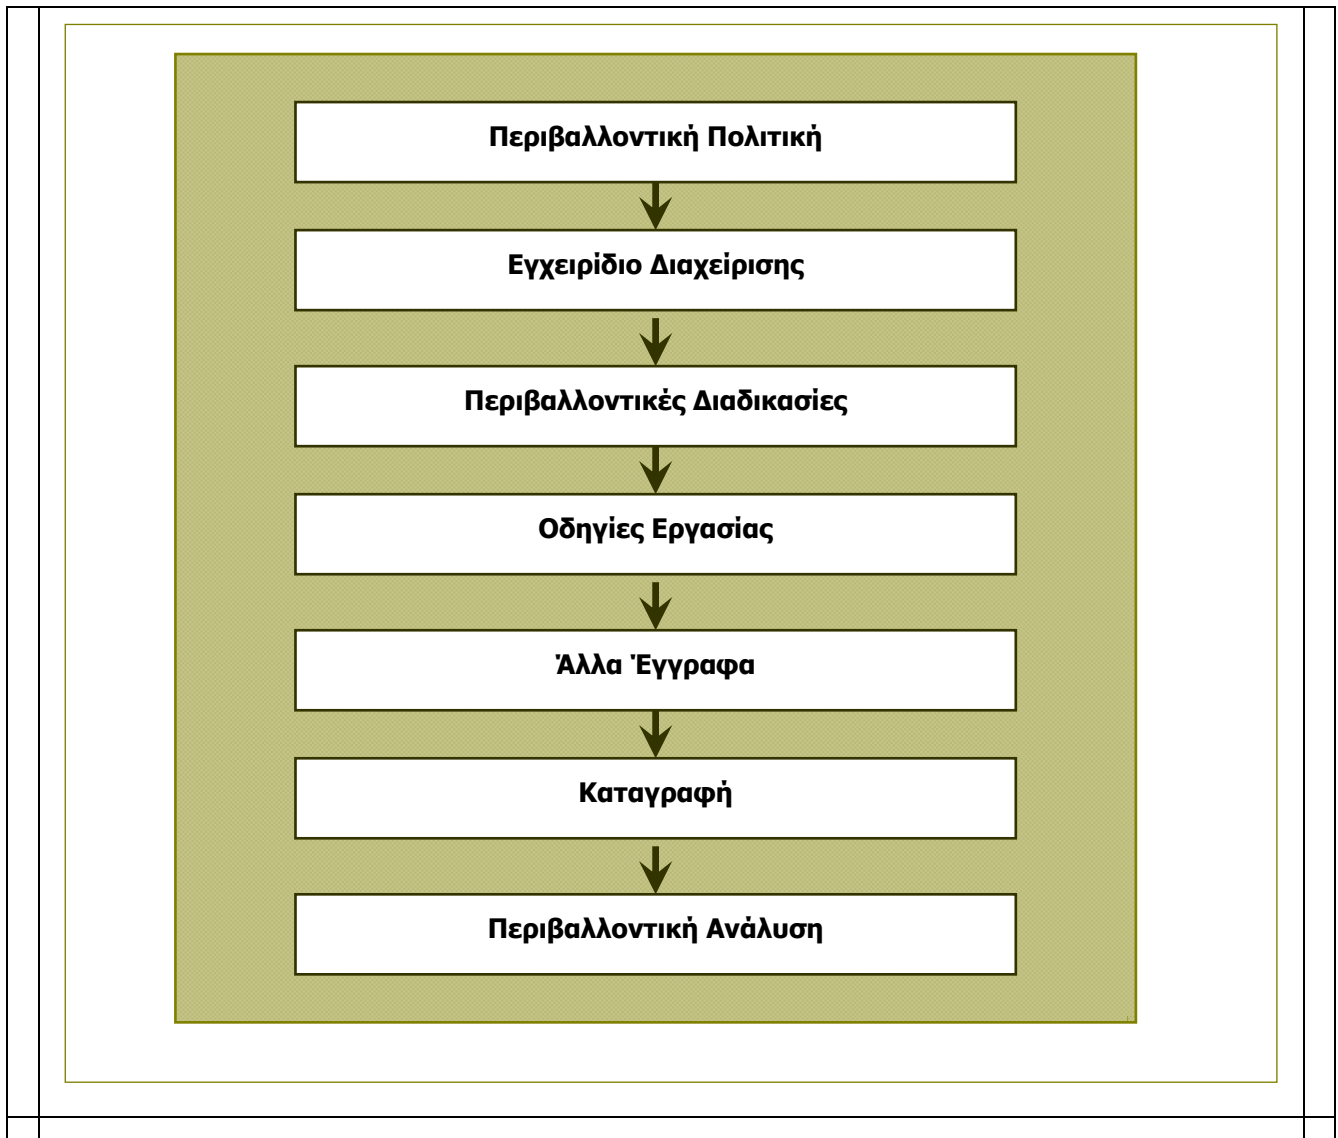 Περιβαλλοντική Πολιτική
Εγχειρίδιο Διαχείρισης
Περιβαλλοντικές Διαδικασίες
Οδηγίες Εργασίας
Άλλα Έγγραφα
Καταγραφή
Περιβαλλοντική Ανάλυση